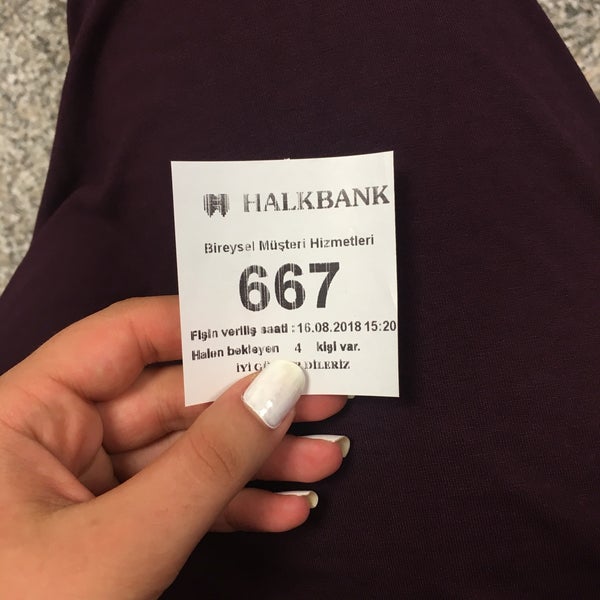 HALKBANK
Bireysel Müşteri Hizmetleri
667
Fişin veriliş saati : 16.08.2018 15:20
Halen bekleyen 4 kişi var.
İYİ DİLERİZ